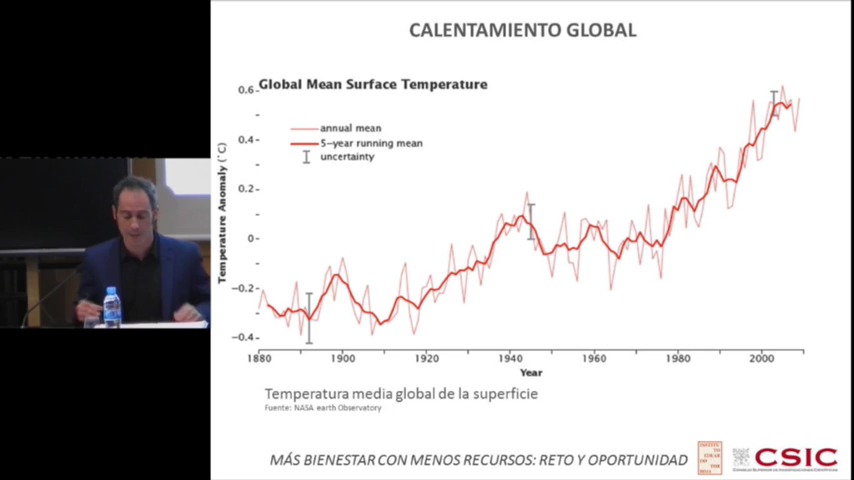 CALENTAMIENTO GLOBAL
Global Mean Surface Temperature
annual mean
5-year running mean
uncertainty
Temperature Anomaly (°C)
0.6
0.4
0.2
0
-0.2
-0.4
1880 1900 1920 1940 1960 1980 2000
Year
Temperatura media global de la superficie
Fuente: NASA earth Observatory
MÁS BIENESTAR CON MENOS RECURSOS: RETO Y OPORTUNIDAD
CSIC